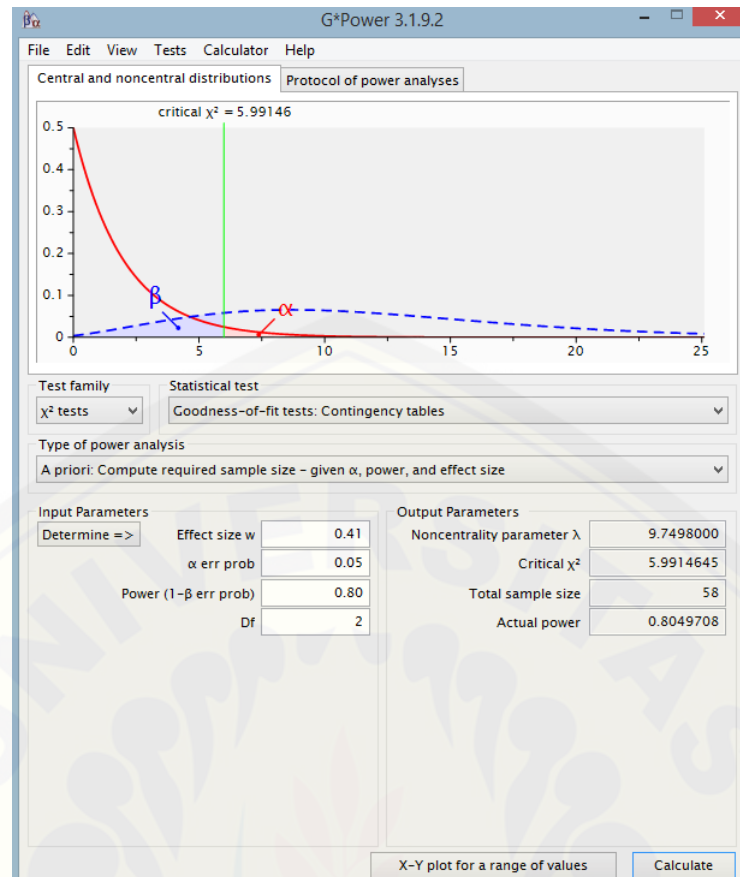 βα G*Power 3.1.9.2
File Edit View Tests Calculator Help
Central and noncentral distributions Protocol of power analyses
critical χ² = 5.99146
0.5
0.4
0.3
0.2
0.1
0
β
α
0 5 10 15 20 25
Test family Statistical test
χ² tests Goodness-of-fit tests: Contingency tables
Type of power analysis
A priori: Compute required sample size - given α, power, and effect size
Input Parameters Output Parameters
Determine => Effect size w 0.41 Noncentrality parameter λ 9.7498000
α err prob 0.05 Critical χ² 5.9914645
Power (1-β err prob) 0.80 Total sample size 58
Df 2 Actual power 0.8049708
UNIVERSITAS
X-Y plot for a range of values Calculate